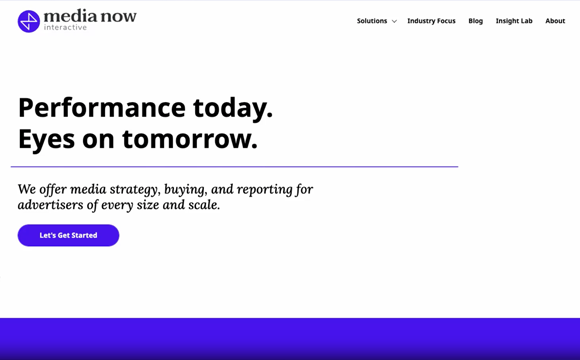 media now
interactive
Solutions
Industry Focus
Blog
Insight Lab
About
Performance today.
Eyes on tomorrow.
We offer media strategy, buying, and reporting for
advertisers of every size and scale.
Let's Get Started